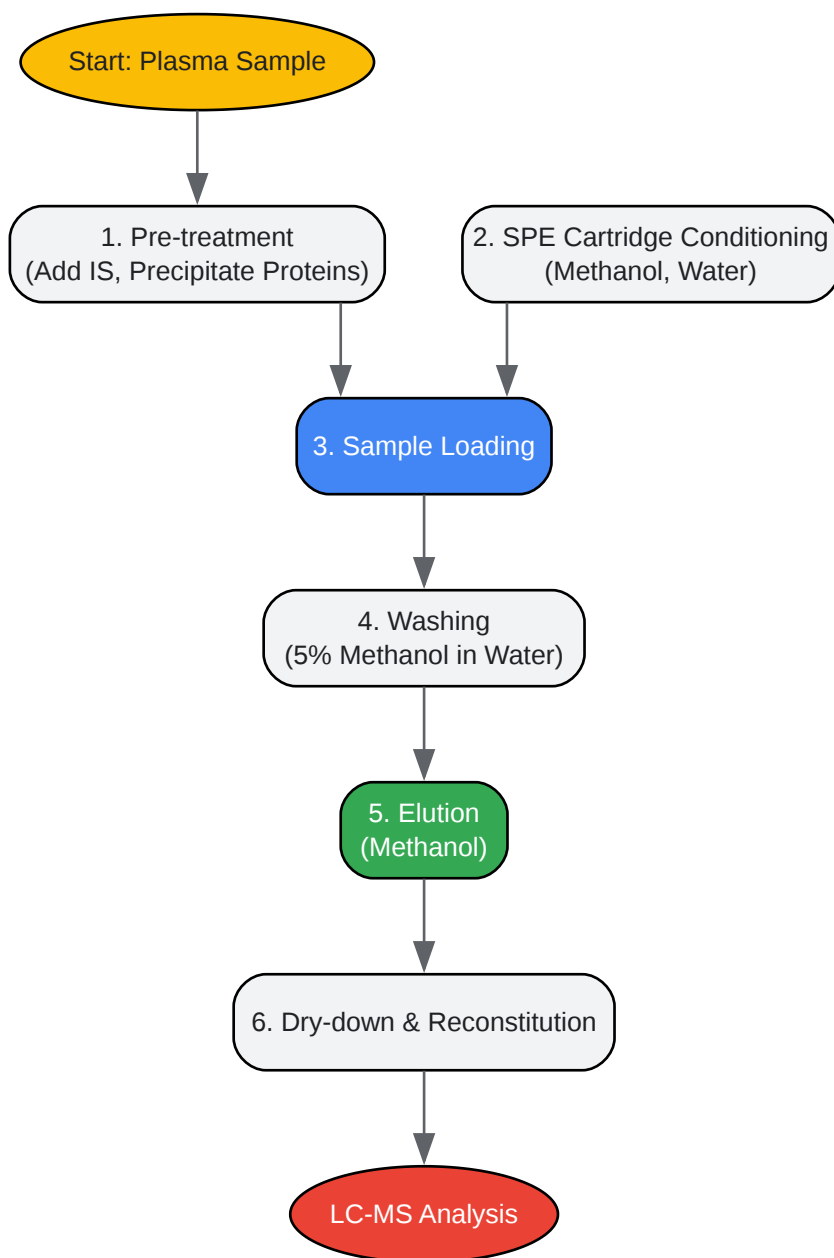 Start: Plasma Sample
1. Pre-treatment
(Add IS, Precipitate Proteins)
2. SPE Cartridge Conditioning
(Methanol, Water)
3. Sample Loading
4. Washing
(5% Methanol in Water)
5. Elution
(Methanol)
6. Dry-down & Reconstitution
LC-MS Analysis